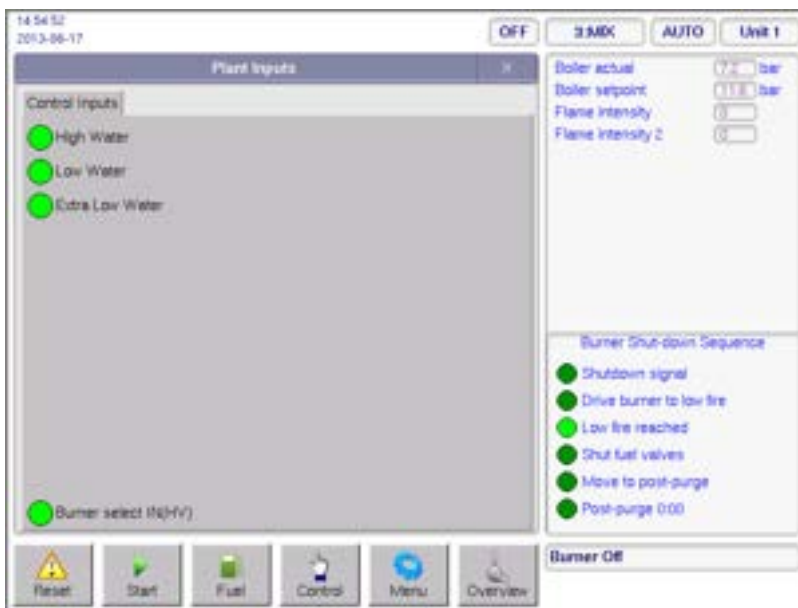 14:54:52
2013-06-17
OFF
3:MIX
AUTO
Unit 1
Plant Inputs
×
Control Inputs
High Water
Low Water
Extra Low Water
Burner select IN(HV)
Boiler actual bar
Boiler setpoint bar
Flame intensity 0
Flame intensity 2 0
Burner Shut-down Sequence
Shutdown signal
Drive burner to low fire
Low fire reached
Shut fuel valves
Move to post-purge
Post-purge 0:00
Burner Off
Reset
Start
Fuel
Control
Menu
Overview